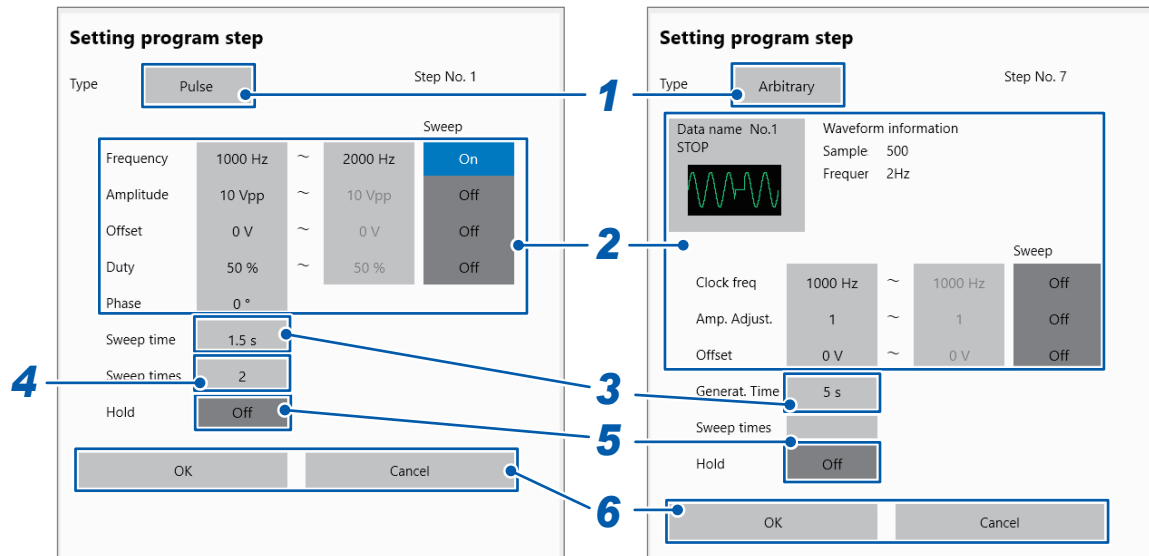 Setting program step
Type Pulse Step No. 1
Sweep
Frequency 1000 Hz ~ 2000 Hz On
Amplitude 10 Vpp ~ 10 Vpp Off
Offset 0 V ~ 0 V Off
Duty 50 % ~ 50 % Off
Phase 0 °
Sweep time 1.5 s
4 Sweep times 2
Hold Off
OK Cancel
1
2
3
5
6
Setting program step
Type Arbitrary Step No. 7
Data name No.1
STOP
Waveform information
Sample 500
Frequer 2Hz
Sweep
Clock freq 1000 Hz ~ 1000 Hz Off
Amp. Adjust. 1 ~ 1 Off
Offset 0 V ~ 0 V Off
Generat. Time 5 s
Sweep times
Hold Off
OK Cancel